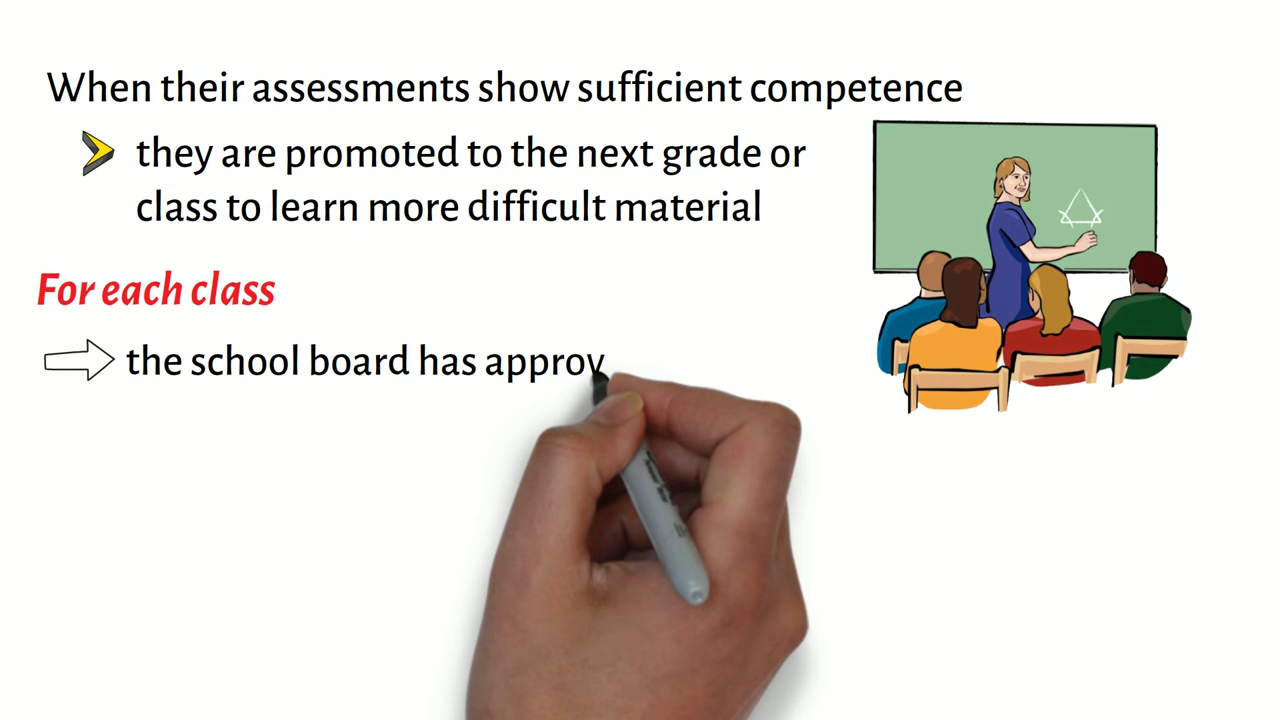 When their assessments show sufficient competence
they are promoted to the next grade or
class to learn more difficult material
For each class
the school board has approv